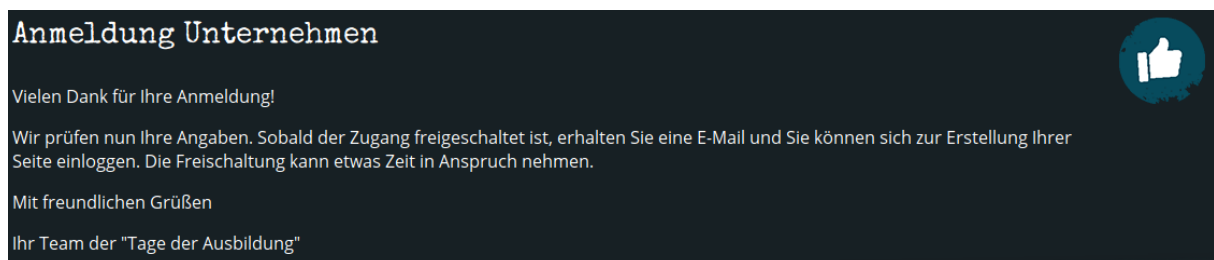 Anmeldung Unternehmen
Vielen Dank für Ihre Anmeldung!
Wir prüfen nun Ihre Angaben. Sobald der Zugang freigeschaltet ist, erhalten Sie eine E-Mail und Sie können sich zur Erstellung Ihrer
Seite einloggen. Die Freischaltung kann etwas Zeit in Anspruch nehmen.
Mit freundlichen Grüßen
Ihr Team der "Tage der Ausbildung"